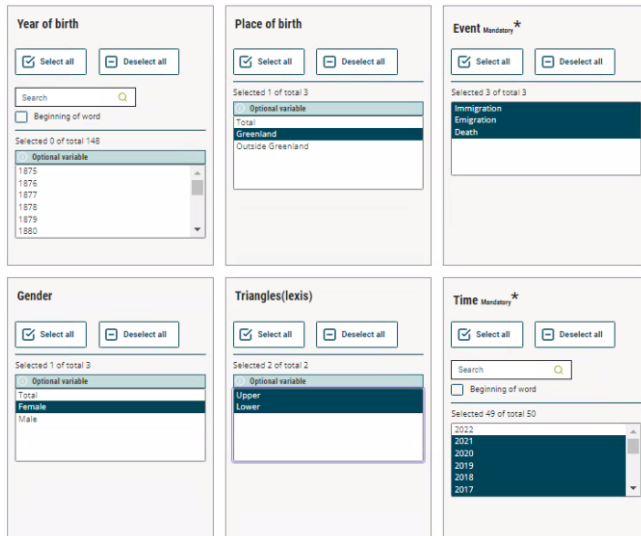 Year of birth
Select all
Deselect all
Search
Beginning of word
Selected 0 of total 148
Optional variable
1875
1876
1877
1878
1879
1880
Place of birth
Select all
Deselect all
Selected 1 of total 3
Optional variable
Total
Greenland
Outside Greenland
Event Mandatory*
Select all
Deselect all
Selected 3 of total 3
Immigration
Emigration
Death
Gender
Select all
Deselect all
Selected 1 of total 3
Optional variable
Total
Female
Male
Triangles(lexis)
Select all
Deselect all
Selected 2 of total 2
Optional variable
Upper
Lower
Time Mandatory*
Select all
Deselect all
Search
Beginning of word
Selected 49 of total 50
2022
2021
2020
2019
2018
2017